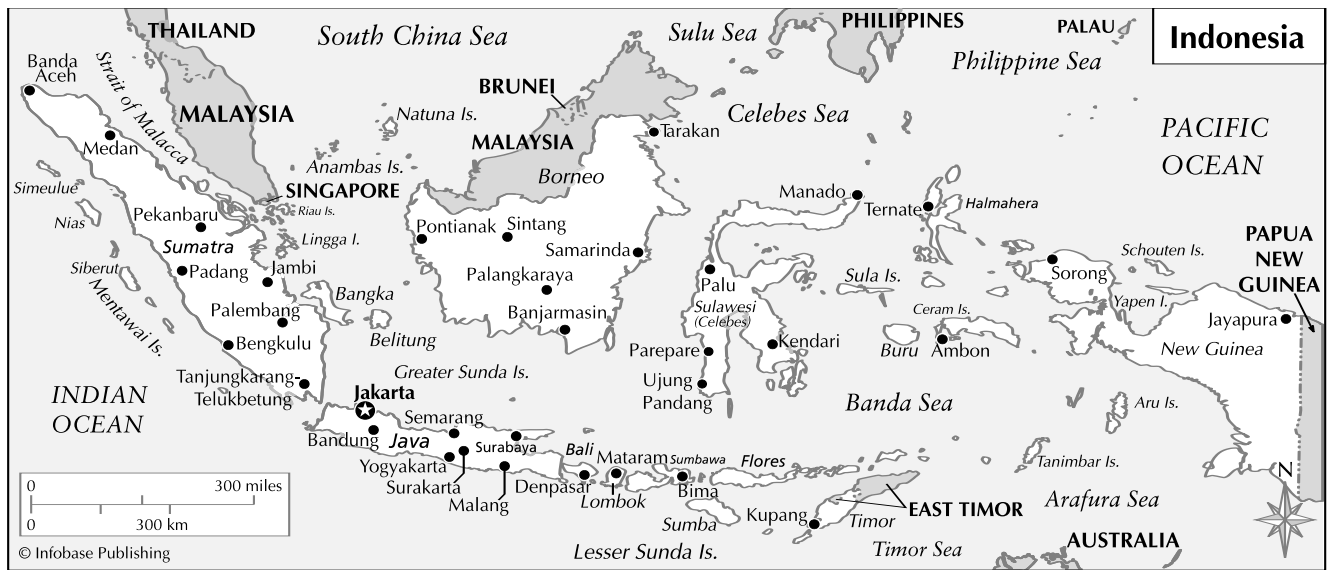 Indonesia
THAILAND
South China Sea
Sulu Sea
PHILIPPINES
PALAU
Philippine Sea
Banda
Aceh
Strait of Malacca
MALAYSIA
BRUNEI
Natuna Is.
Celebes Sea
PACIFIC
OCEAN
Medan
MALAYSIA
Tarakan
Anambas Is.
Borneo
Simeulue
SINGAPORE
Manado
Ternate
Halmahera
Nias
Pekanbaru
Riau Is.
Pontianak
Sintang
Sumatra
Lingga I.
Samarinda
Schouten Is.
PAPUA
NEW
GUINEA
Siberut
Padang
Jambi
Palangkaraya
Palu
Sula Is.
Sorong
Mentawai Is.
Bangka
Palembang
Banjarmasin
Sulawesi
(Celebes)
Ceram Is.
Yapen I.
Jayapura
Bengkulu
Belitung
Parepare
Kendari
Buru
Ambon
New Guinea
Tanjungkarang-
Telukbetung
Greater Sunda Is.
Ujung
Pandang
INDIAN
OCEAN
Jakarta
Banda Sea
Aru Is.
Semarang
Bandung
Java
Surabaya
Bali
Mataram
Sumbawa
Flores
Tanimbar Is.
Yogyakarta
Surakarta
Malang
Denpasar
Lombok
Bima
N
Arafura Sea
Sumba
Kupang
Timor
EAST TIMOR
Lesser Sunda Is.
Timor Sea
AUSTRALIA
0 300 miles
0 300 km
© Infobase Publishing